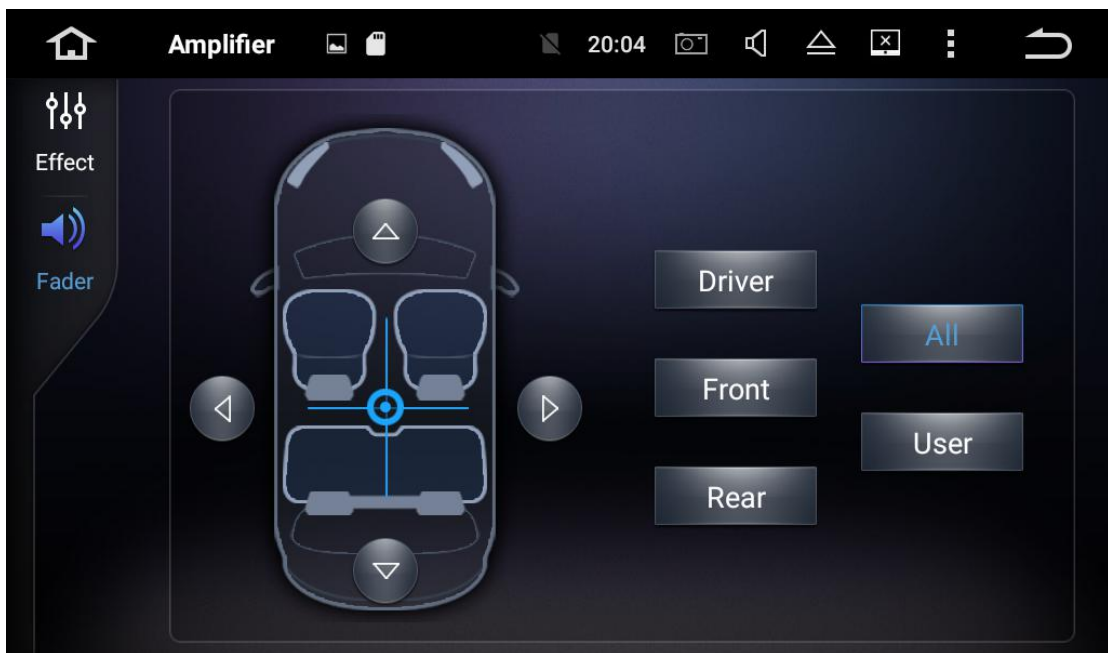 Amplifier
20:04
Effect
Fader
Driver
All
Front
User
Rear